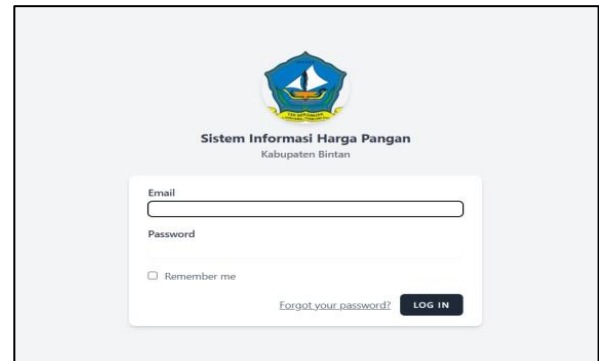 Sistem Informasi Harga Pangan
Kabupaten Bintan
Email
Password
Remember me
Forgot your password?
LOG IN